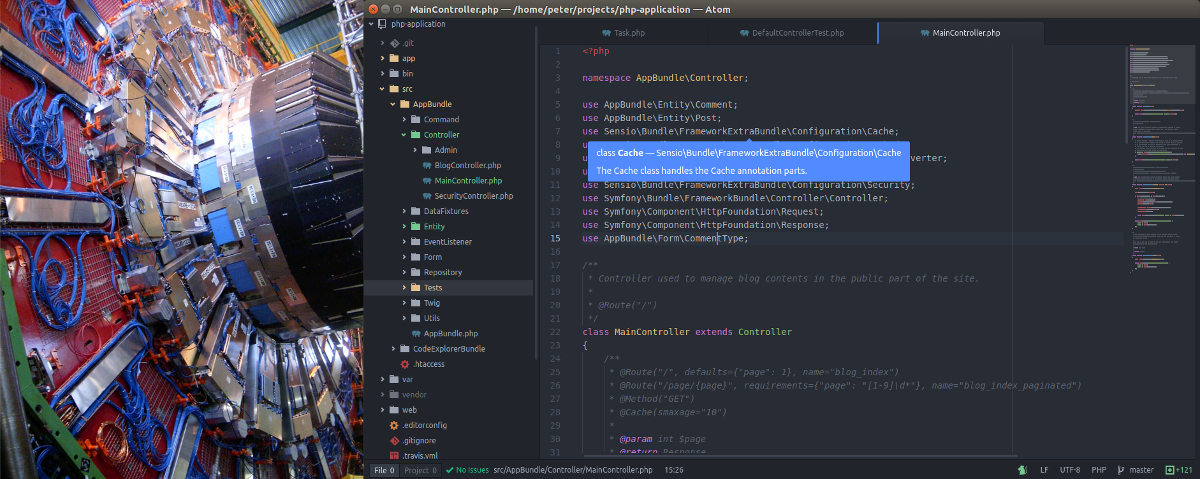 MainController.php — /home/peter/projects/php-application — Atom
php-application
.git
app
bin
src
AppBundle
Command
Controller
Admin
BlogController.php
MainController.php
SecurityController.php
DataFixtures
Entity
EventListener
Form
Repository
Tests
Twig
Utils
AppBundle.php
CodeExplorerBundle
.htaccess
var
vendor
web
.editorconfig
.gitignore
.travis.yml
Task.php
DefaultControllerTest.php
MainController.php
1 <?php
2
3 namespace AppBundle\Controller;
4
5 use AppBundle\Entity\Comment;
6 use AppBundle\Entity\Post;
7 use Sensio\Bundle\FrameworkExtraBundle\Configuration\Cache;
8
class Cache — Sensio\Bundle\FrameworkExtraBundle\Configuration\Cache
9 verter;
The Cache class handles the Cache annotation parts.
10
11 use Sensio\Bundle\FrameworkExtraBundle\Configuration\Security;
12 use Symfony\Bundle\FrameworkBundle\Controller\Controller;
13 use Symfony\Component\HttpFoundation\Request;
14 use Symfony\Component\HttpFoundation\Response;
15 use AppBundle\Form\CommentType;
16
17 /**
18 * Controller used to manage blog contents in the public part of the site.
19 *
20 * @Route("/")
21 */
22 class MainController extends Controller
23 {
24 /**
25 * @Route("/", defaults={"page": 1}, name="blog_index")
26 * @Route("/page/{page}", requirements={"page": "[1-9]\d*"}, name="blog_index_paginated")
27 * @Method("GET")
28 * @Cache(smaxage="10")
29 *
30 * @param int $page
31 * @return Response
File 0 Project 0 No Issues src/AppBundle/Controller/MainController.php 15:26 LF UTF-8 PHP master +121